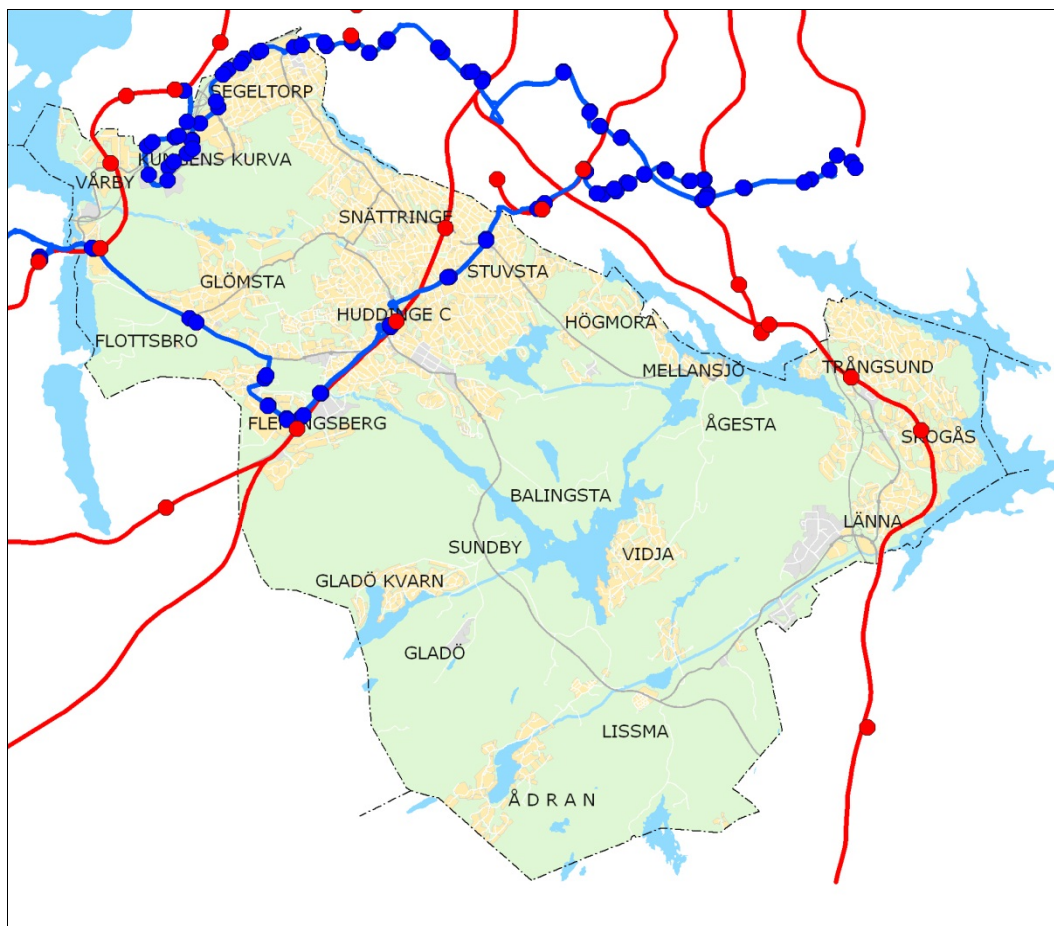 SEGELTORP
KUNGENS KURVA
VÅRBY
SNÄTTRINGE
STUVSTA
GLÖMSTA
HUDDINGE C
HÖGMORA
FLOTTSBRO
MELLANSJÖ
TRÅNGSUND
FLEMINGSBERG
ÅGESTA
SKOGÅS
BALINGSTA
LÄNNA
SUNDBY
VIDJA
GLADÖ KVARN
GLADÖ
LISSMA
ÅDRAN